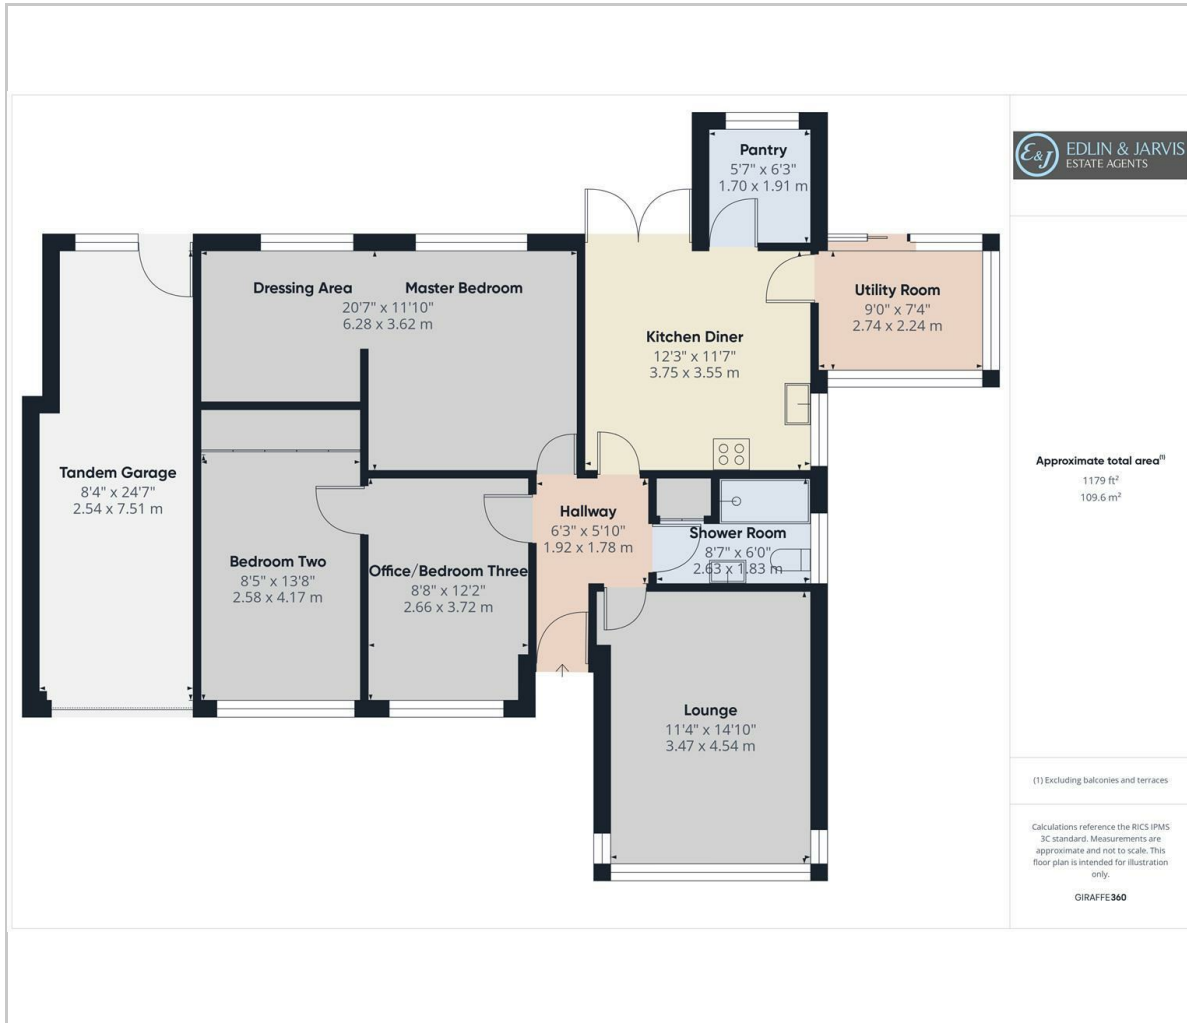 Pantry
5'7" x 6'3"
1.70 x 1.91 m
E&J
EDLIN & JARVIS
ESTATE AGENTS
Dressing Area
Master Bedroom
20'7" x 11'10"
6.28 x 3.62 m
Utility Room
9'0" x 7'4"
2.74 x 2.24 m
Kitchen Diner
12'3" x 11'7"
3.75 x 3.55 m
Tandem Garage
8'4" x 24'7"
2.54 x 7.51 m
Hallway
6'3" x 5'10"
1.92 x 1.78 m
Shower Room
8'7" x 6'0"
2.63 x 1.83 m
Bedroom Two
8'5" x 13'8"
2.58 x 4.17 m
Office/Bedroom Three
8'8" x 12'2"
2.66 x 3.72 m
Lounge
11'4" x 14'10"
3.47 x 4.54 m
Approximate total area(1)
1179 ft²
109.6 m²
(1) Excluding balconies and terraces
Calculations reference the RICS IPMS
3C standard. Measurements are
approximate and not to scale. This
floor plan is intended for illustration
only.
GIRAFFE360